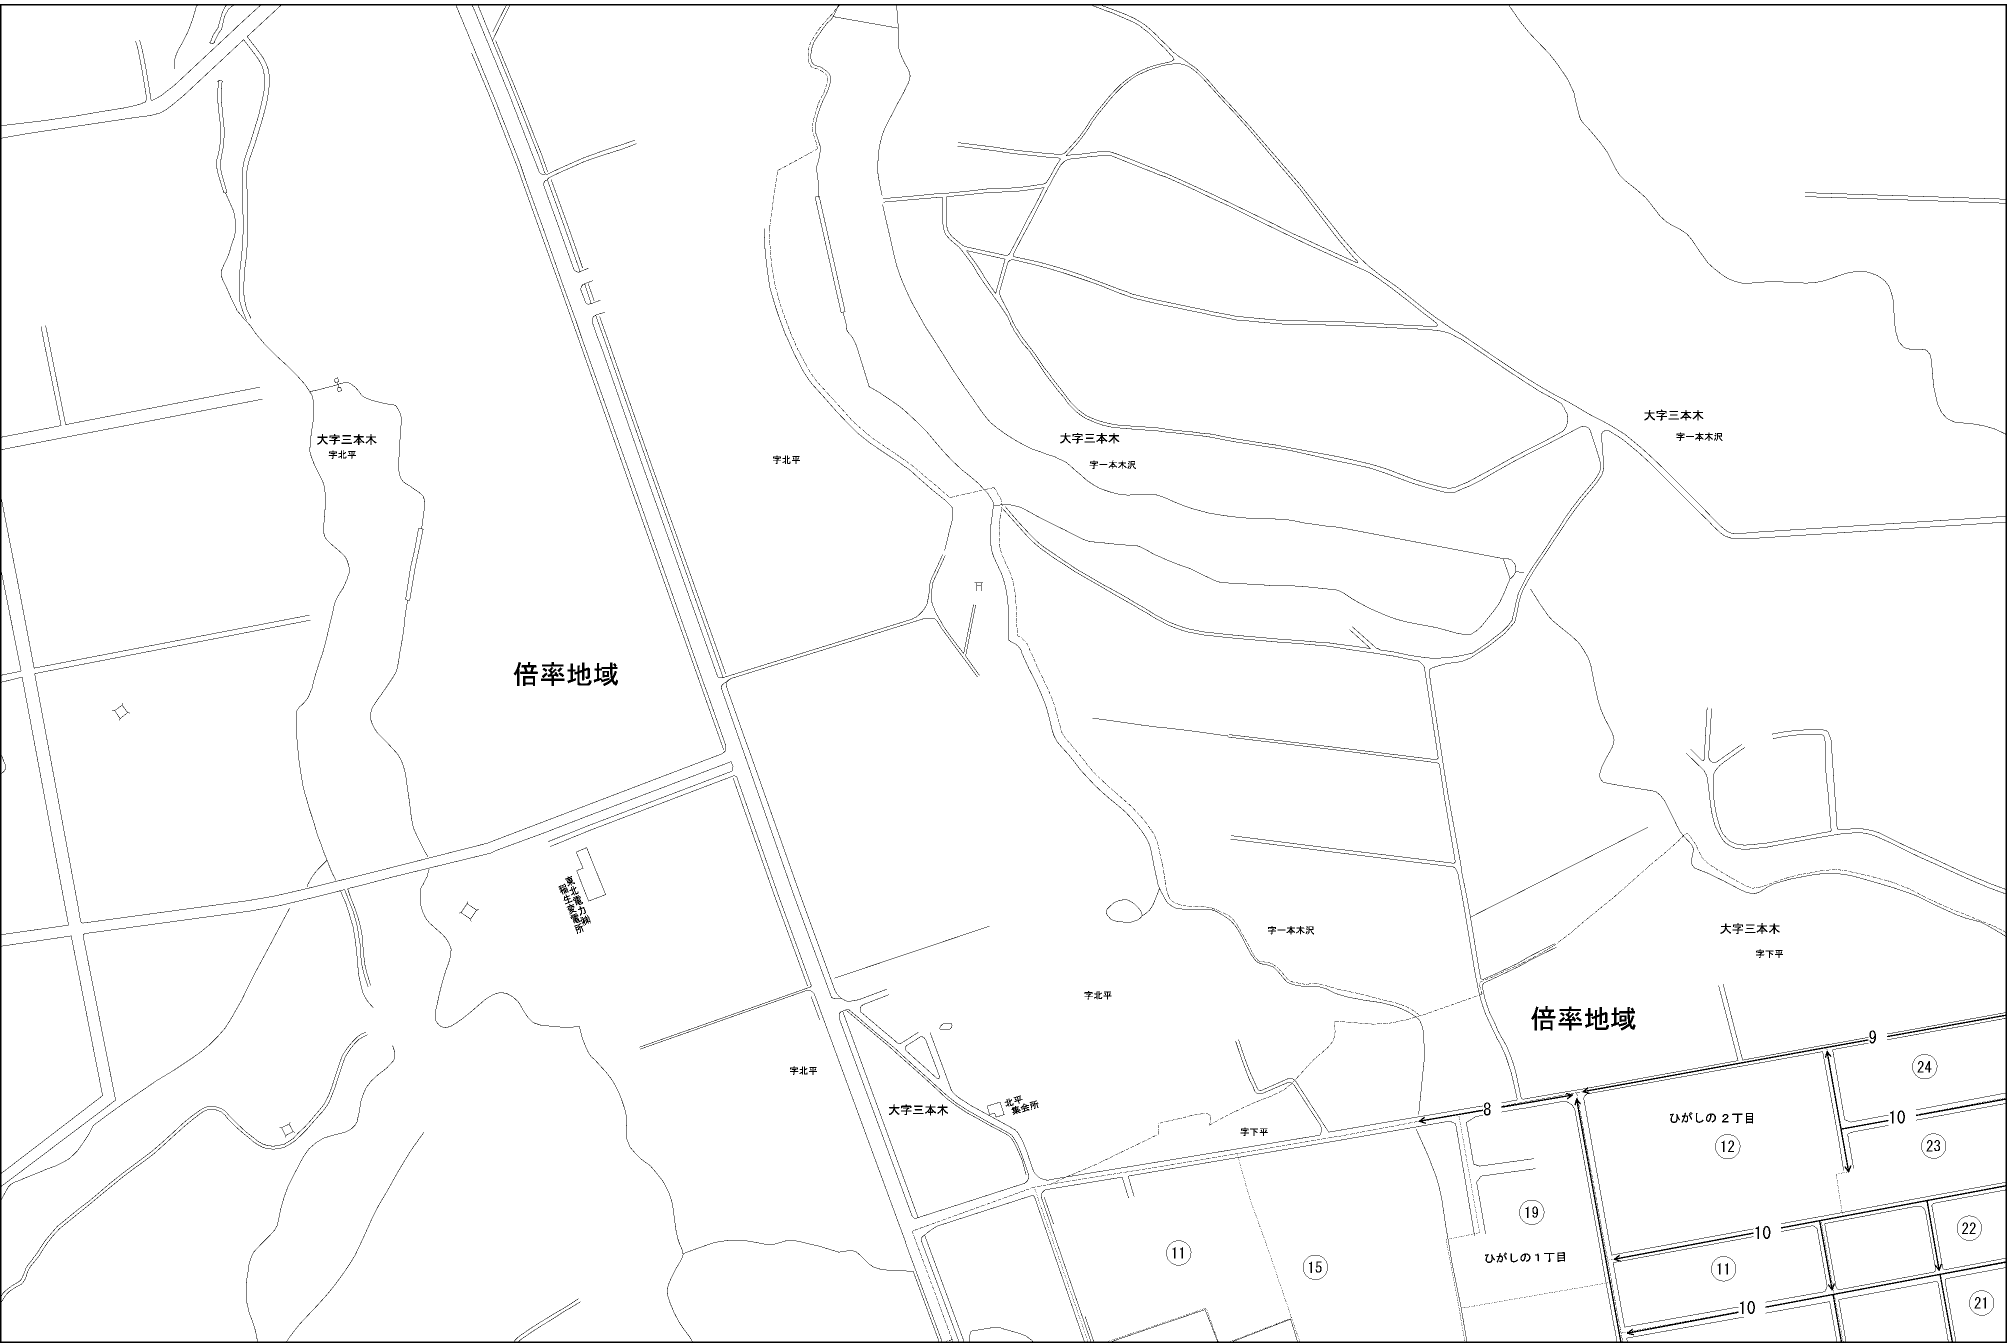 大字三本木
字一本木沢
大字三本木
字北平
大字三本木
字一本木沢
字北平
倍率地域
東北電力㈱
稲生変電所
字一本木沢
大字三本木
字下平
字北平
倍率地域
9
字北平
24
大字三本木
北平
集会所
8
ひがしの2丁目
10
12
23
字下平
19
22
10
11
15
ひがしの1丁目
11
21
10